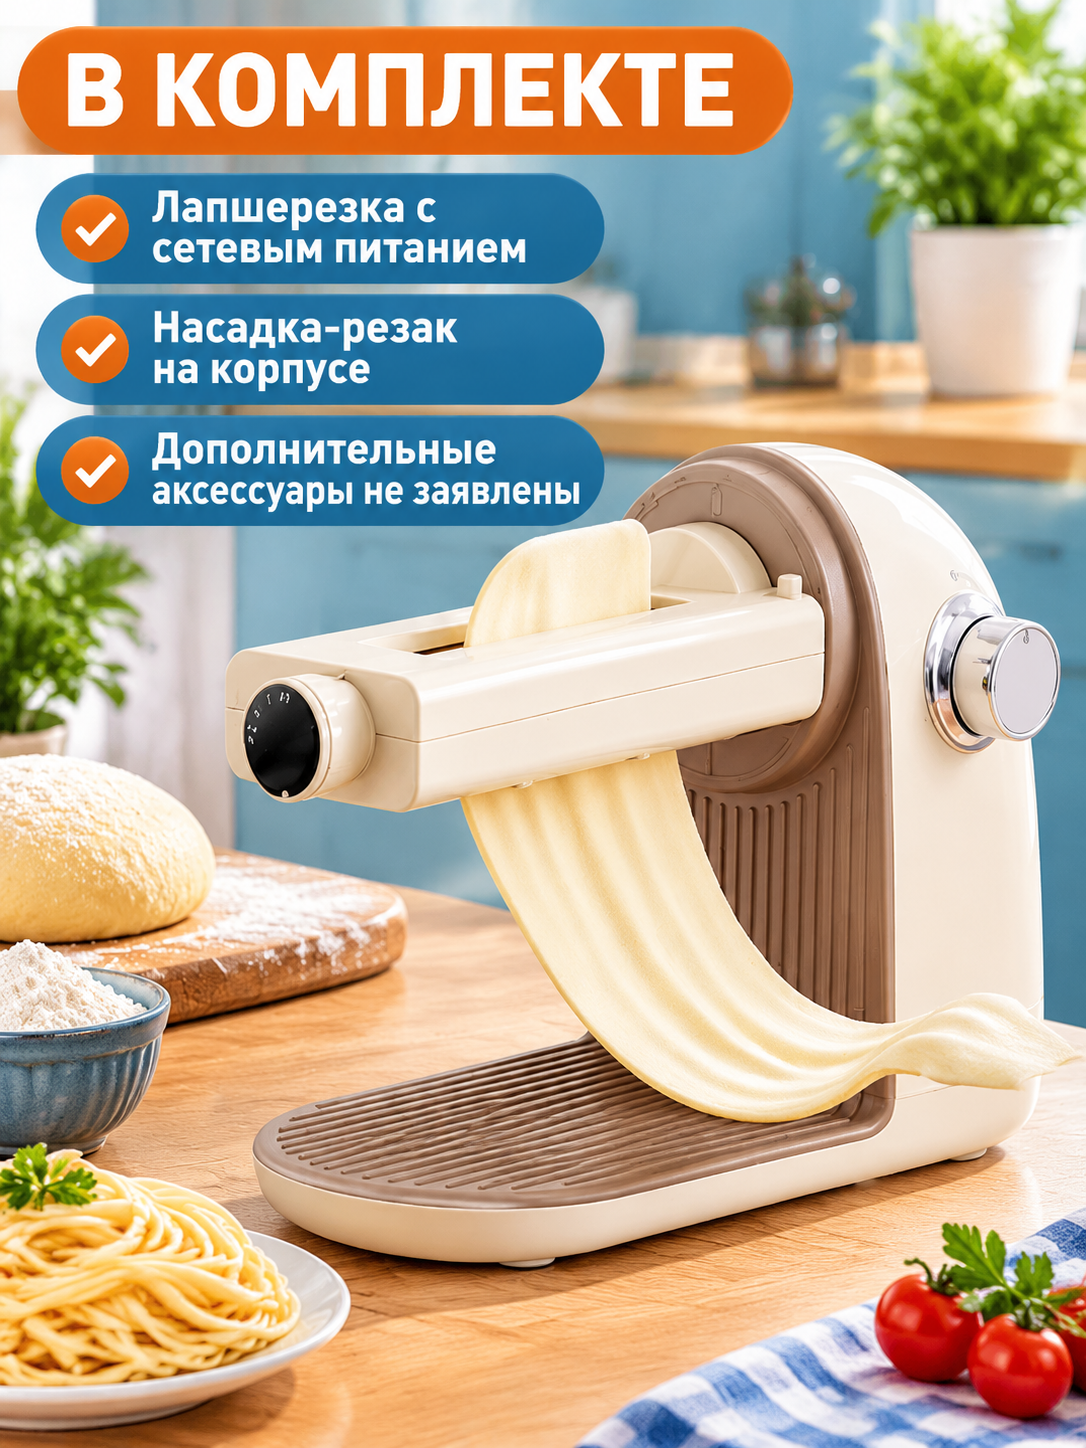 В КОМПЛЕКТЕ
Лапшерезка с
сетевым питанием
Насадка-резак
на корпусе
Дополнительные
аксессуары не заявлены